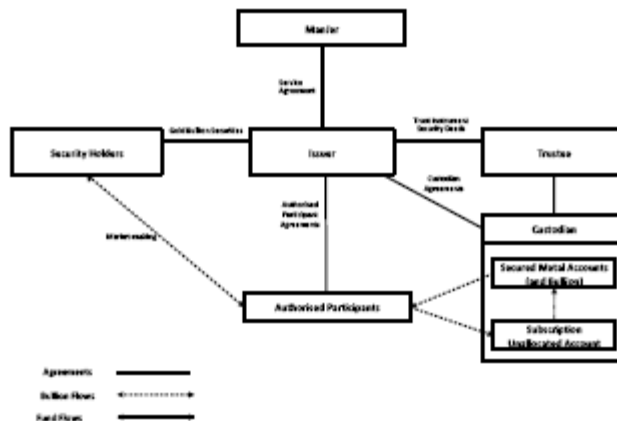 ManJer
Service
Agreement
Gold Bullion Securities
Trust Instrument/
Security Deeds
Security Holders
Issuer
Trustee
Custodian
Agreements
Authorised
Participant
Agreements
Custodian
Market-making
Secured Metal Accounts
(and Bullion)
Authorised Participants
Subscription
Unallocated Account
Agreements
Bullion Flows
Fund Flows